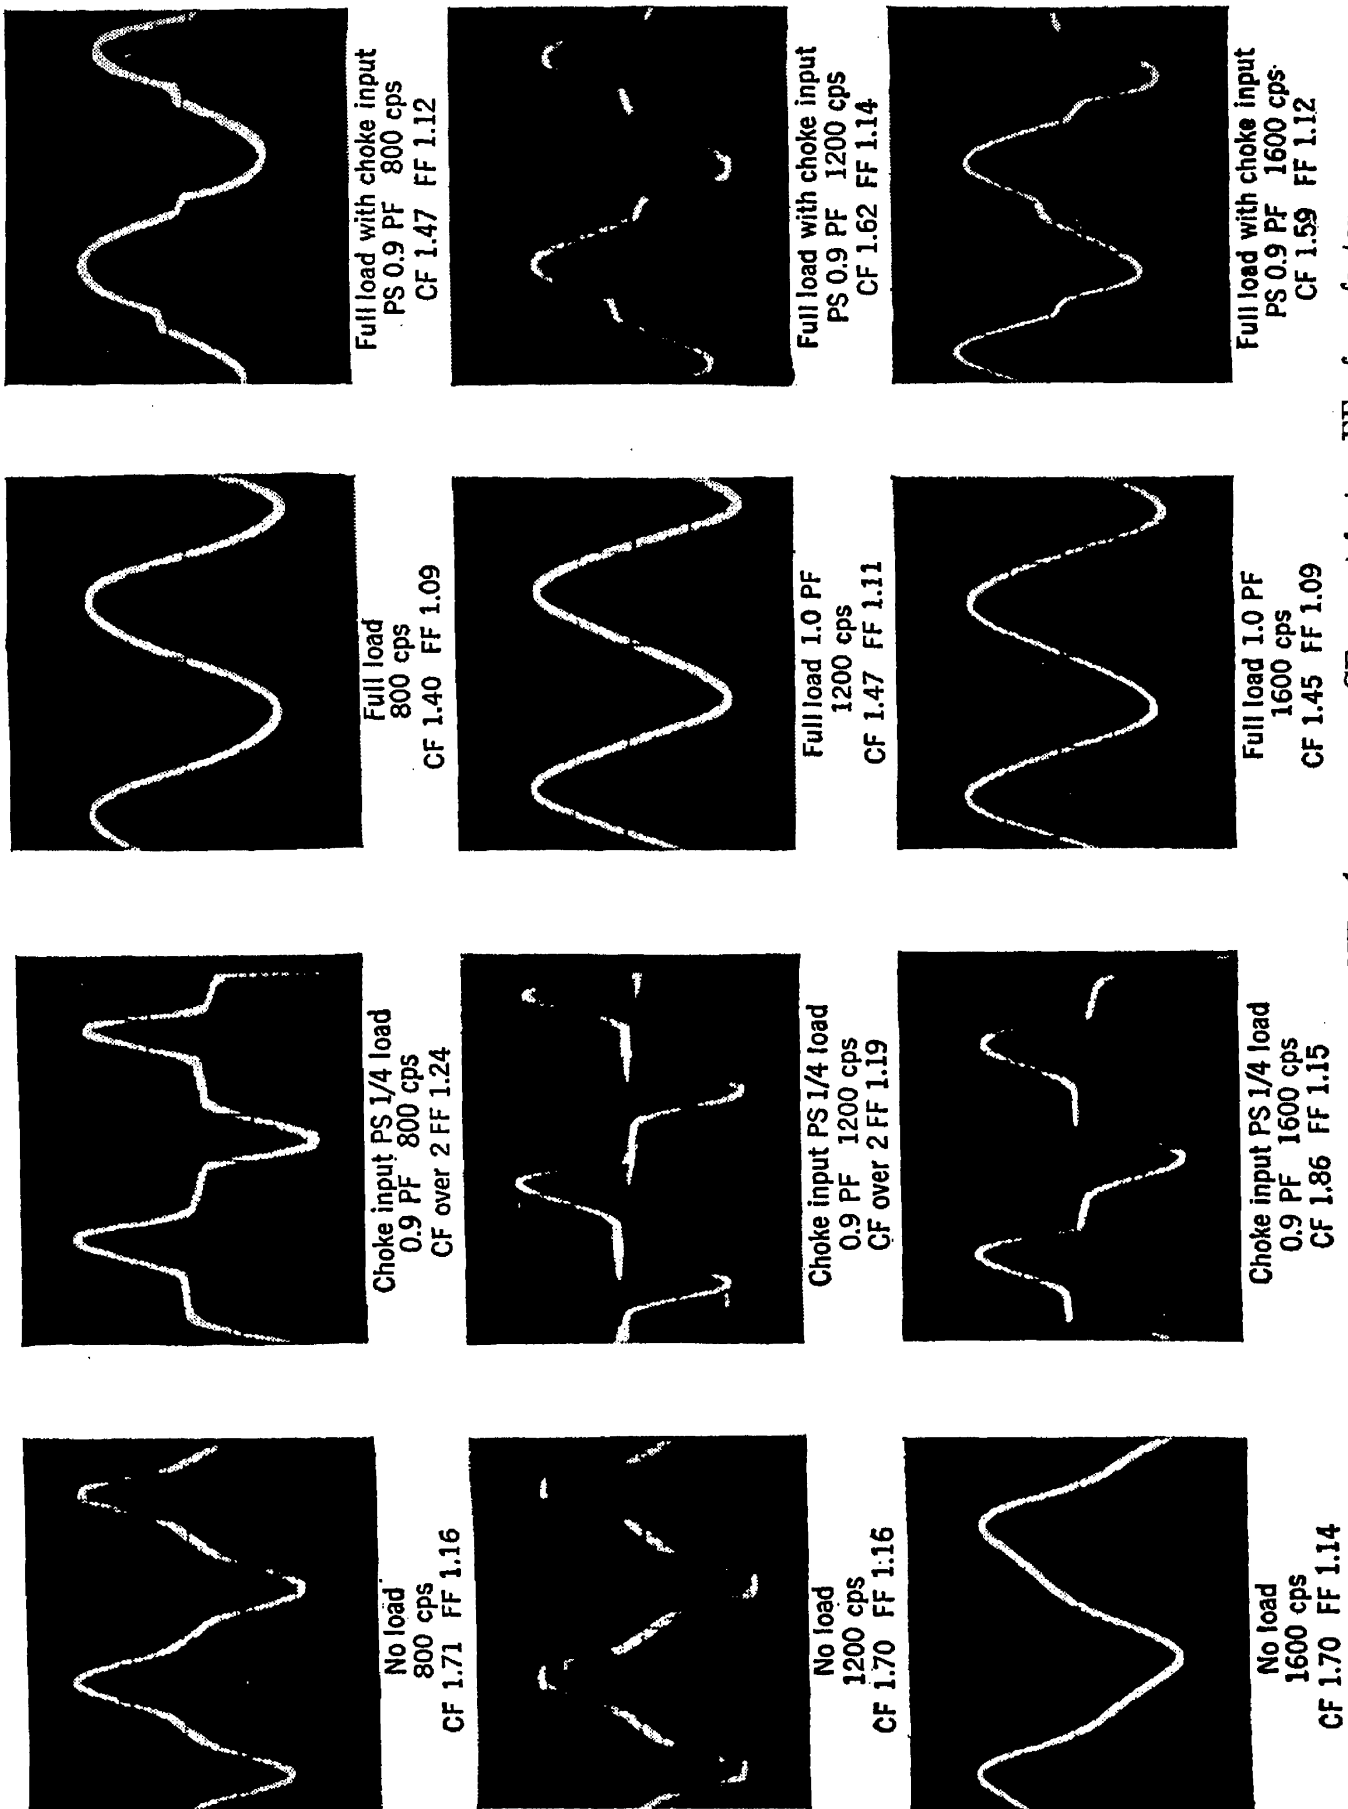 No load
800 cps
CF 1.71 FF 1.16
Choke input PS 1/4 load
0.9 PF 800 cps
CF over 2 FF 1.24
Full load
800 cps
CF 1.40 FF 1.09
Full load with choke input
PS 0.9 PF 800 cps
CF 1.47 FF 1.12
No load
1200 cps
CF 1.70 FF 1.16
Choke input PS 1/4 load
0.9 PF 1200 cps
CF over 2 FF 1.19
Full load 1.0 PF
1200 cps
CF 1.47 FF 1.11
Full load with choke input
PS 0.9 PF 1200 cps
CF 1.62 FF 1.14
No load
1600 cps
CF 1.70 FF 1.14
Choke input PS 1/4 load
0.9 PF 1600 cps
CF 1.86 FF 1.15
Full load 1.0 PF
1600 cps
CF 1.45 FF 1.09
Full load with choke input
PS 0.9 PF 1600 cps
CF 1.59 FF 1.12